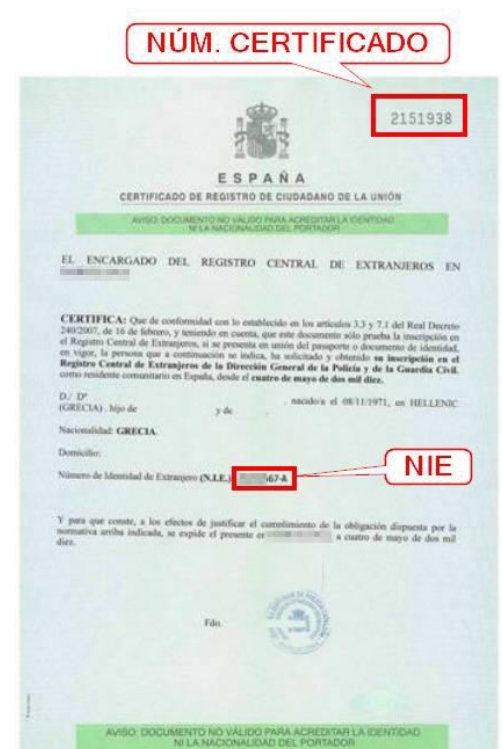 NÚM. CERTIFICADO
2151938
ESPAÑA
CERTIFICADO DE REGISTRO DE CIUDADANO DE LA UNIÓN
AVISO: DOCUMENTO NO VÁLIDO PARA ACREDITAR LA IDENTIDAD
NI LA NACIONALIDAD DEL PORTADOR
EL ENCARGADO DEL REGISTRO CENTRAL DE EXTRANJEROS EN
CERTIFICA: Que de conformidad con lo establecido en los artículos 3.3 y 7.1 del Real Decreto
240/2007, de 16 de febrero, y teniendo en cuenta, que este documento sólo prueba la inscripción en
el Registro Central de Extranjeros, si se presenta en unión del pasaporte o documento de identidad,
en vigor, la persona que a continuación se indica, ha solicitado y obtenido su inscripción en el
Registro Central de Extranjeros de la Dirección General de la Policía y de la Guardia Civil,
como residente comunitario en España, desde el cuatro de mayo de dos mil diez.
D./ Dª
, nacido/a el 08/11/1971, en HELLENIC
(GRECIA) , hijo de y de
Nacionalidad: GRECIA.
Domicilio:
NIE
Número de Identidad de Extranjero (N.I.E.) 67-A
Y para que conste, a los efectos de justificar el cumplimiento de la obligación dispuesta por la
normativa arriba indicada, se expide el presente en a cuatro de mayo de dos mil
diez.
Fdo.
AVISO: DOCUMENTO NO VÁLIDO PARA ACREDITAR LA IDENTIDAD
NI LA NACIONALIDAD DEL PORTADOR